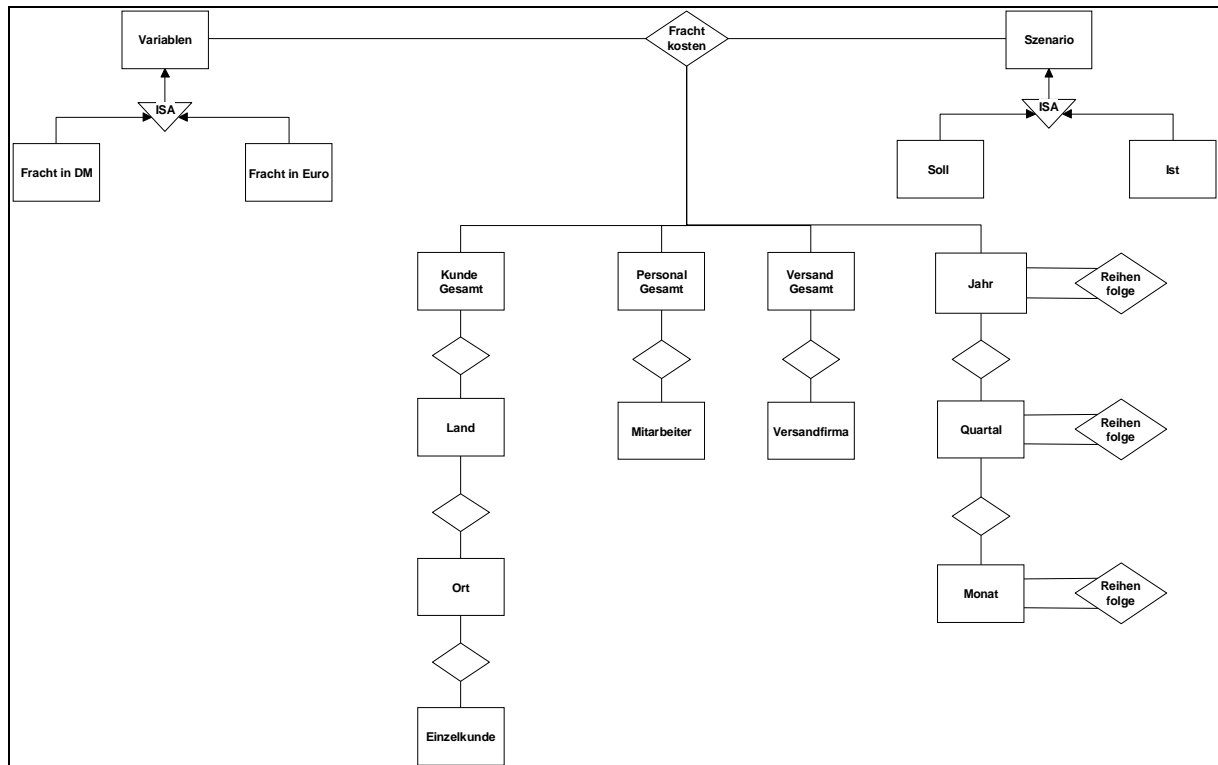 Variablen
Fracht
kosten
Szenario
ISA
ISA
Fracht in DM
Fracht in Euro
Soll
Ist
Kunde
Gesamt
Personal
Gesamt
Versand
Gesamt
Jahr
Reihen
folge
Land
Mitarbeiter
Versandfirma
Quartal
Reihen
folge
Ort
Monat
Reihen
folge
Einzelkunde